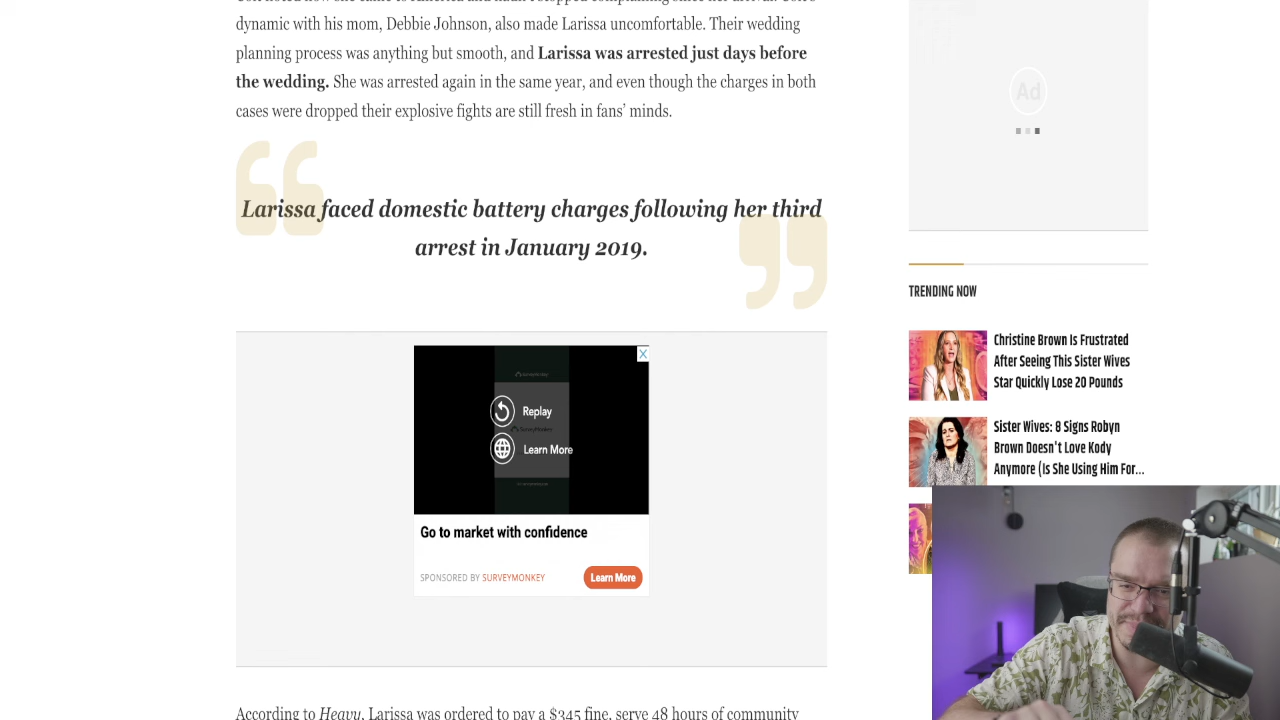 dynamic with his mom, Debbie Johnson, also made Larissa uncomfortable. Their wedding
planning process was anything but smooth, and Larissa was arrested just days before
the wedding. She was arrested again in the same year, and even though the charges in both
cases were dropped their explosive fights are still fresh in fans’ minds.
“
Larissa faced domestic battery charges following her third
arrest in January 2019.
”
Replay
Learn More
Go to market with confidence
SPONSORED BY SURVEYMONKEY
Learn More
According to Heavy, Larissa was ordered to pay a $345 fine, serve 48 hours of community
Ad
TRENDING NOW
Christine Brown Is Frustrated
After Seeing This Sister Wives
Star Quickly Lose 20 Pounds
Sister Wives: 8 Signs Robyn
Brown Doesn't Love Kody
Anymore (Is She Using Him For...